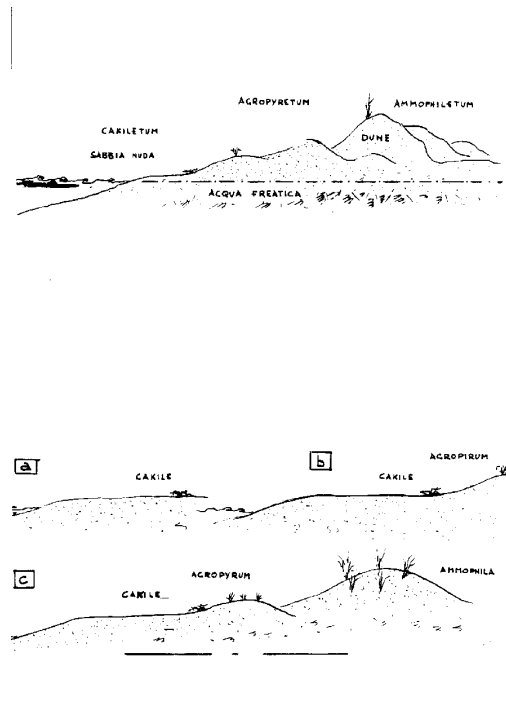 AGROPYRETUM
AMMOPHILETUM
CAKILETUM
DUNE
SABBIA NUDA
ACQUA FREATICA
a
b
AGROPIRUM
CAKILE
CAKILE
c
AGROPYRUM
AMMOPHILA
CAKILE